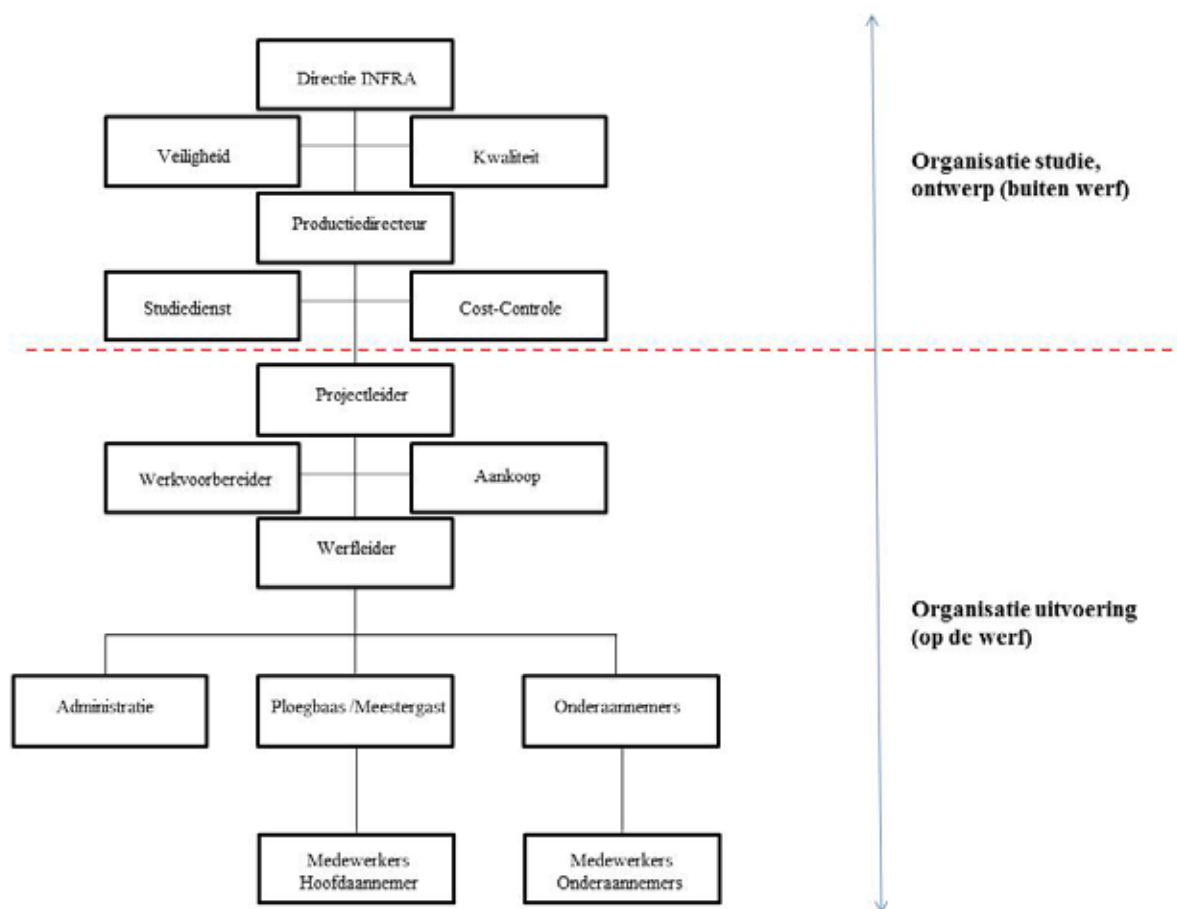 Directie INFRA
Veiligheid
Kwaliteit
Organisatie studie,
ontwerp (buiten werf)
Productiedirecteur
Studiedienst
Cost-Controle
Projectleider
Werkvoorbereider
Aankoop
Werfleider
Organisatie uitvoering
(op de werf)
Administratie
Ploegbaas /Meestergast
Onderaannemers
Medewerkers
Hoofdaannemer
Medewerkers
Onderaannemers